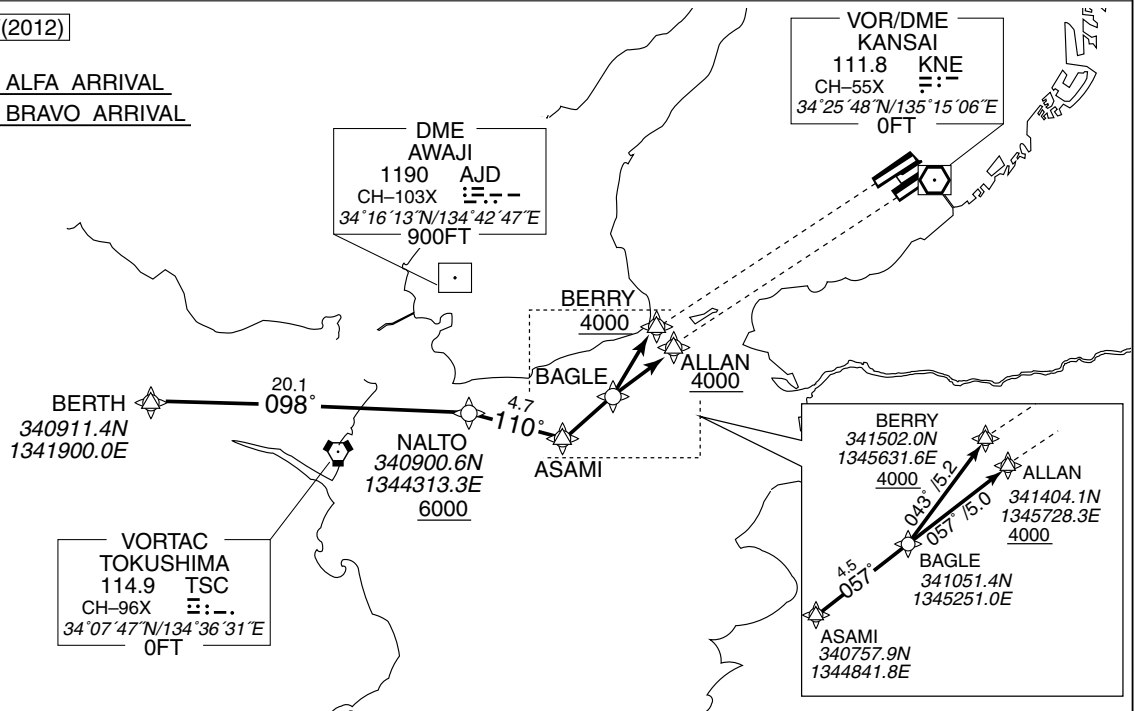 (2012)
ALFA ARRIVAL
BRAVO ARRIVAL
VOR/DME
KANSAI
111.8 KNE
CH–55X
34°25´48˝N/135°15´06˝E
0FT
DME
AWAJI
1190 AJD
CH–103X
34°16´13˝N/134°42´47˝E
900FT
BERRY
4000
ALLAN
4000
BAGLE
BERTH
340911.4N
1341900.0E
20.1
098°
NALTO
340900.6N
1344313.3E
6000
4.7
110°
ASAMI
VORTAC
TOKUSHIMA
114.9 TSC
CH–96X
34°07´47˝N/134°36´31˝E
0FT
BERRY
341502.0N
1345631.6E
4000
043° /5.2
057° /5.0
ALLAN
341404.1N
1345728.3E
4000
BAGLE
341051.4N
1345251.0E
4.5
057°
ASAMI
340757.9N
1344841.8E